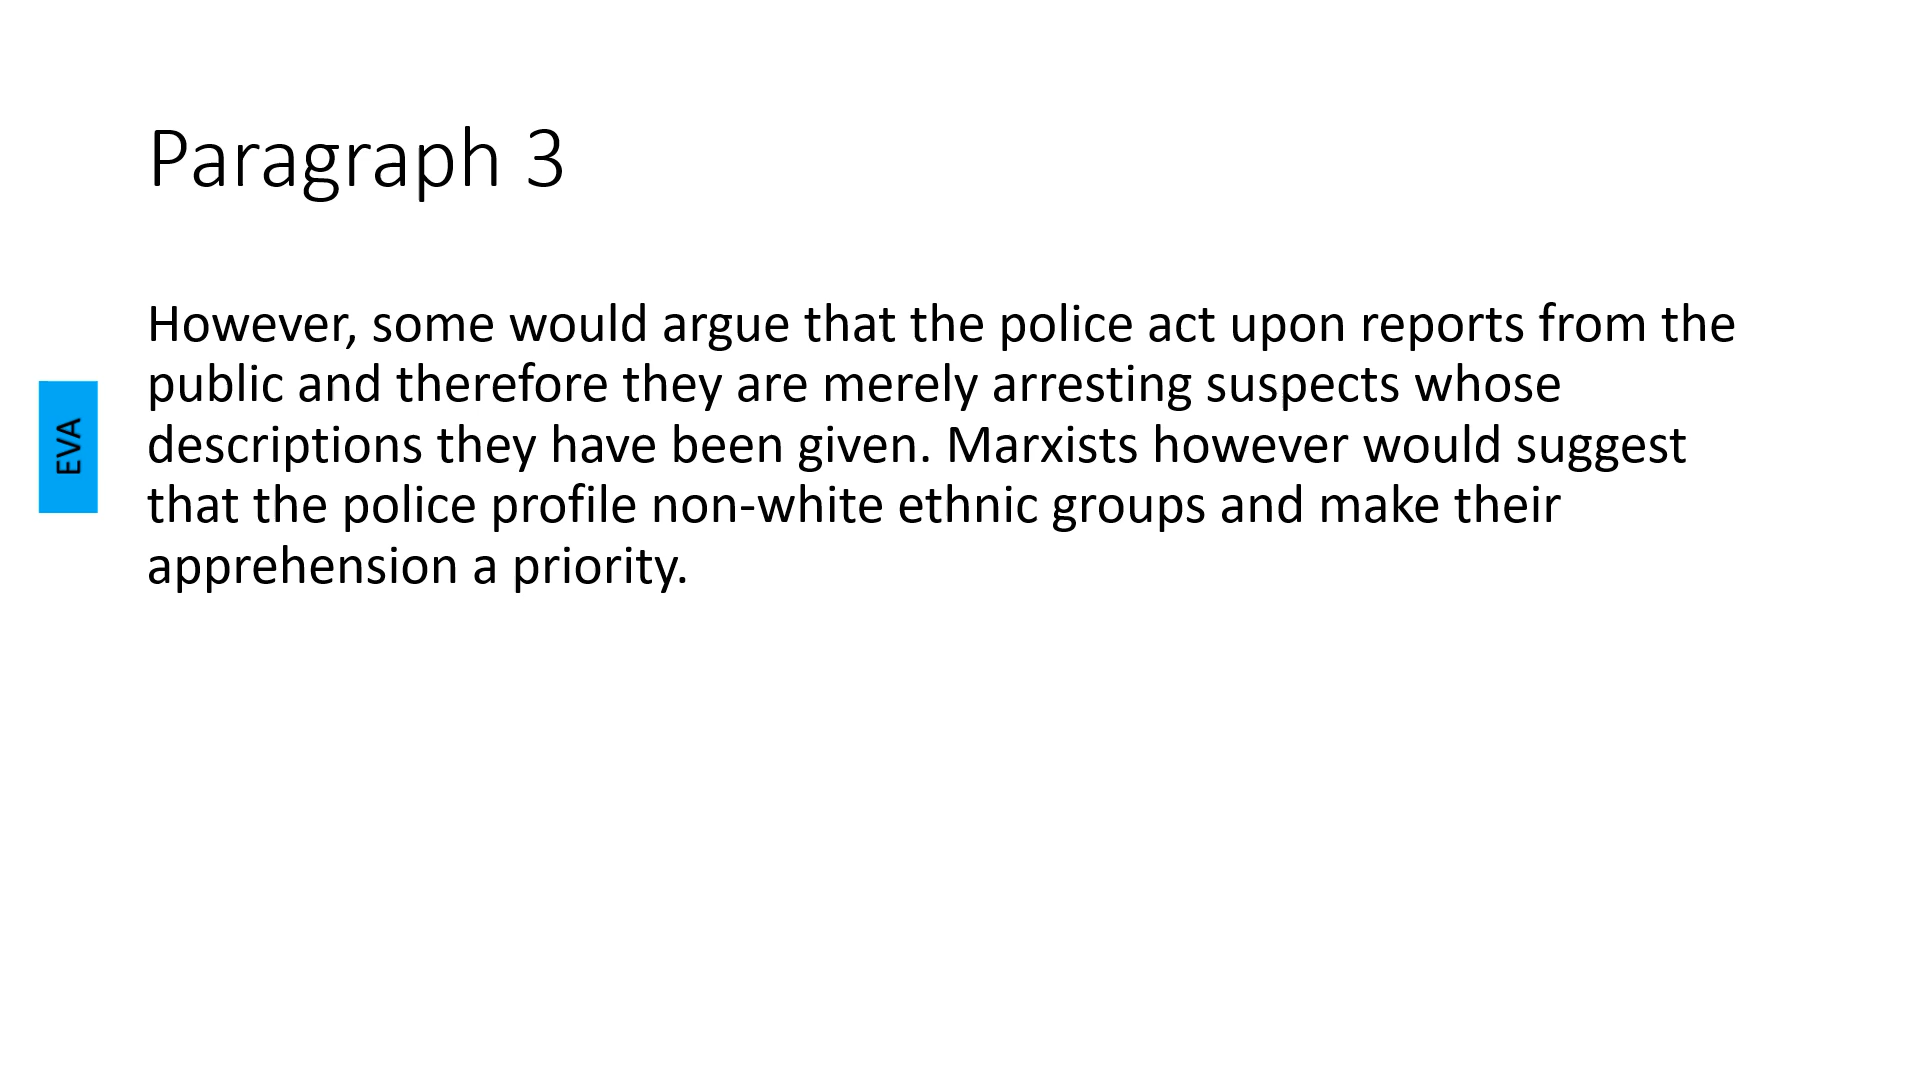 Paragraph 3
However, some would argue that the police act upon reports from the
public and therefore they are merely arresting suspects whose
descriptions they have been given. Marxists however would suggest
that the police profile non-white ethnic groups and make their
apprehension a priority.
EVA